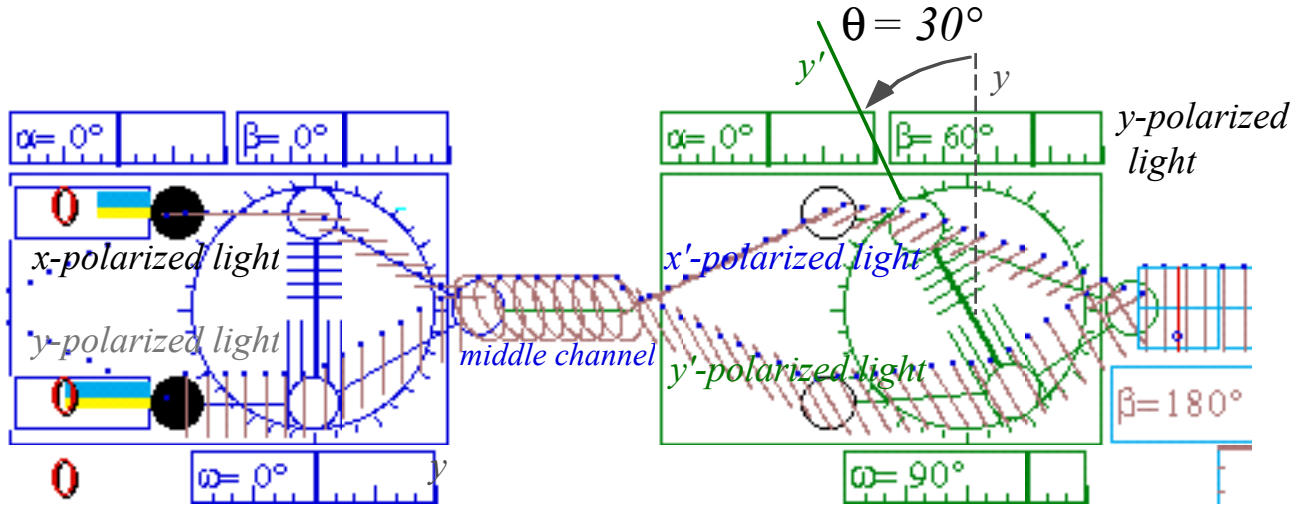 θ = 30°
y'
y
α= 0°
β= 0°
α= 0°
β= 60°
y-polarized
light
0
x-polarized light
x'-polarized light
y-polarized light
middle channel
y'-polarized light
0
β=180°
0
ω= 0°
y
ω= 90°